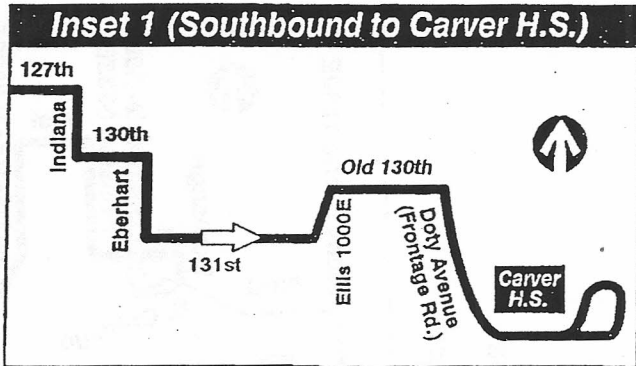 Inset 1 (Southbound to Carver H.S.)
127th
Indiana
130th
Eberhart
131st
Old 130th
Ellis 1000E
Doty Avenue
(Frontage Rd.)
Carver
H.S.